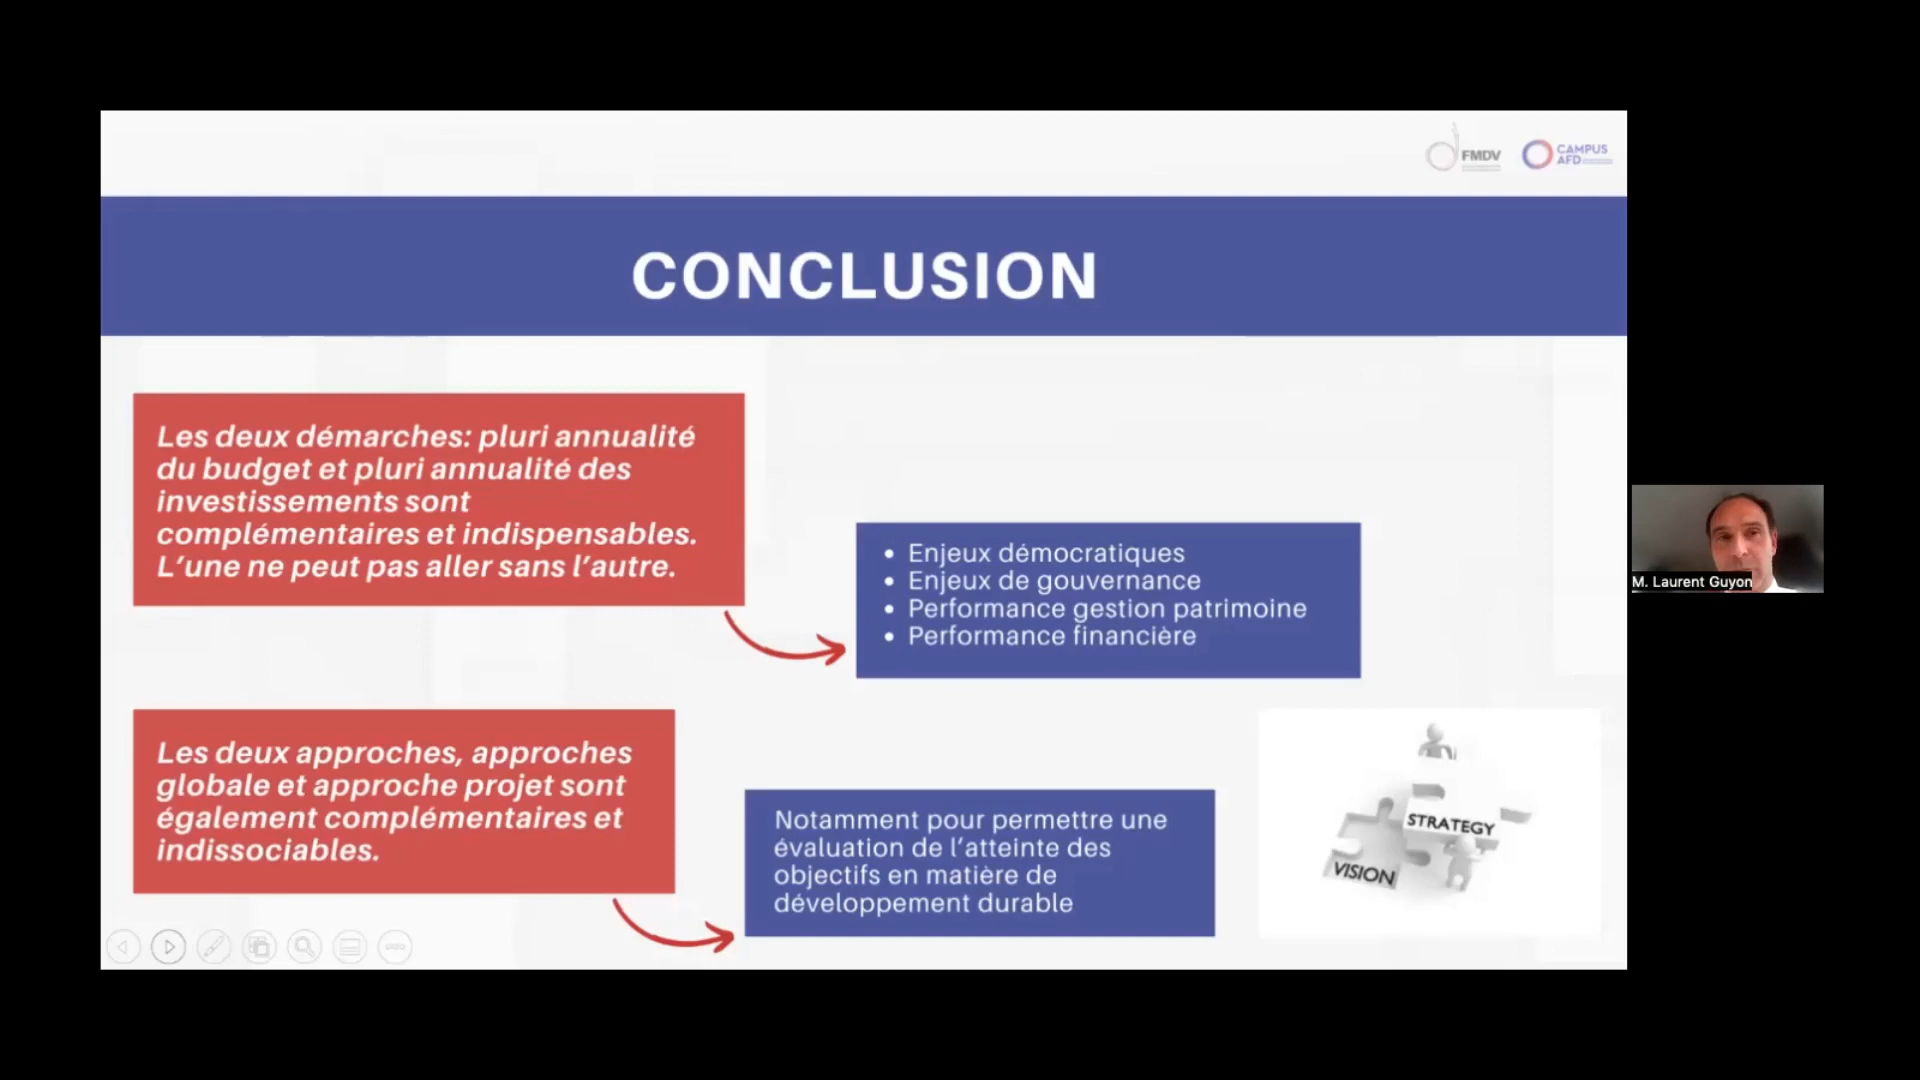 FMDV
CAMPUS
AFD
CONCLUSION
Les deux démarches: pluri annualité
du budget et pluri annualité des
investissements sont
complémentaires et indispensables.
L’une ne peut pas aller sans l’autre.
• Enjeux démocratiques
• Enjeux de gouvernance
• Performance gestion patrimoine
• Performance financière
M. Laurent Guyon
Les deux approches, approches
globale et approche projet sont
également complémentaires et
indissociables.
Notamment pour permettre une
évaluation de l’atteinte des
objectifs en matière de
développement durable
STRATEGY
VISION